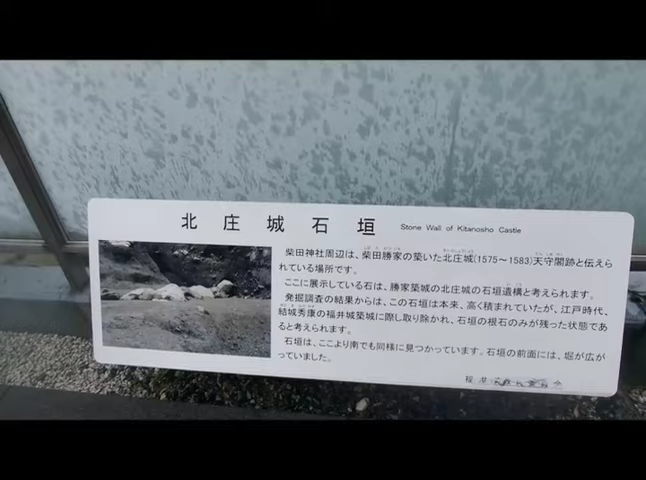 北庄城石垣 Stone Wall of Kitanosho Castle
柴田神社周辺は、柴田勝家の築いた北庄城(1575〜1583)天守閣跡と伝えら
れている場所です。
ここに展示している石は、勝家築城の北庄城の石垣遺構と考えられます。
発掘調査の結果からは、この石垣は本来、高く積まれていたが、江戸時代、
結城秀康の福井城築城に際し取り除かれ、石垣の根石のみが残った状態であ
ると考えられます。
石垣は、ここより南でも同様に見つかっています。石垣の前面には、堀が広が
っていました。